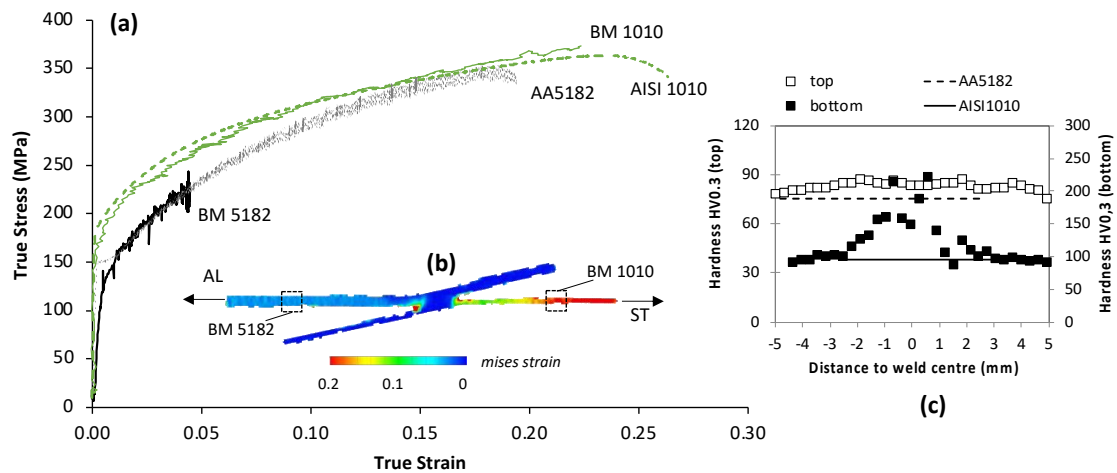 (a)
400
350
300
250
200
150
100
50
0
True Stress (MPa)
0.00
0.05
0.10
0.15
0.20
0.25
0.30
True Strain
BM 1010
AA5182
AISI 1010
BM 5182
(b)
AL
BM 5182
BM 1010
ST
mises strain
0.2
0.1
0
top
AA5182
bottom
AISI1010
120
90
60
30
0
Hardness HV0.3 (top)
300
250
200
150
100
50
0
Hardness HV0,3 (bottom)
-5 -4 -3 -2 -1 0 1 2 3 4 5
Distance to weld centre (mm)
(c)